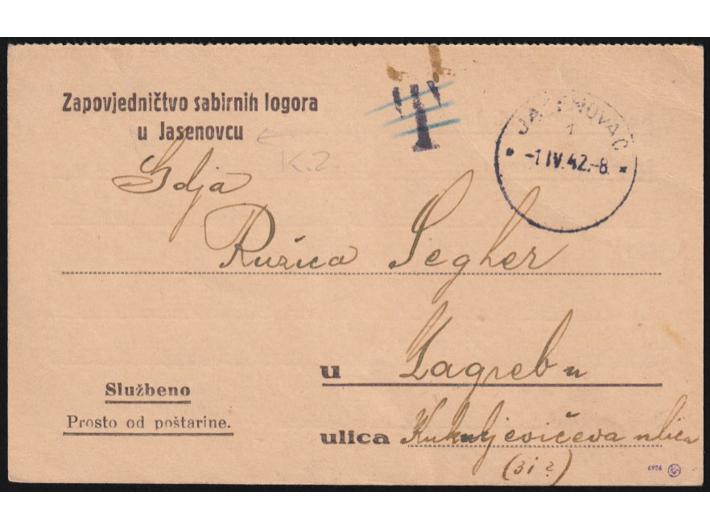 Zapovjedničtvo sabirnih logora
u Jasenovcu
K.2
T
JASENOVAC
1
-1 IV. 42.-8.
Gdja
Ružica Segher
u Zagrebu
Službeno
Prosto od poštarine.
ulica Kukuljevićeva ulica
(31?)
6976